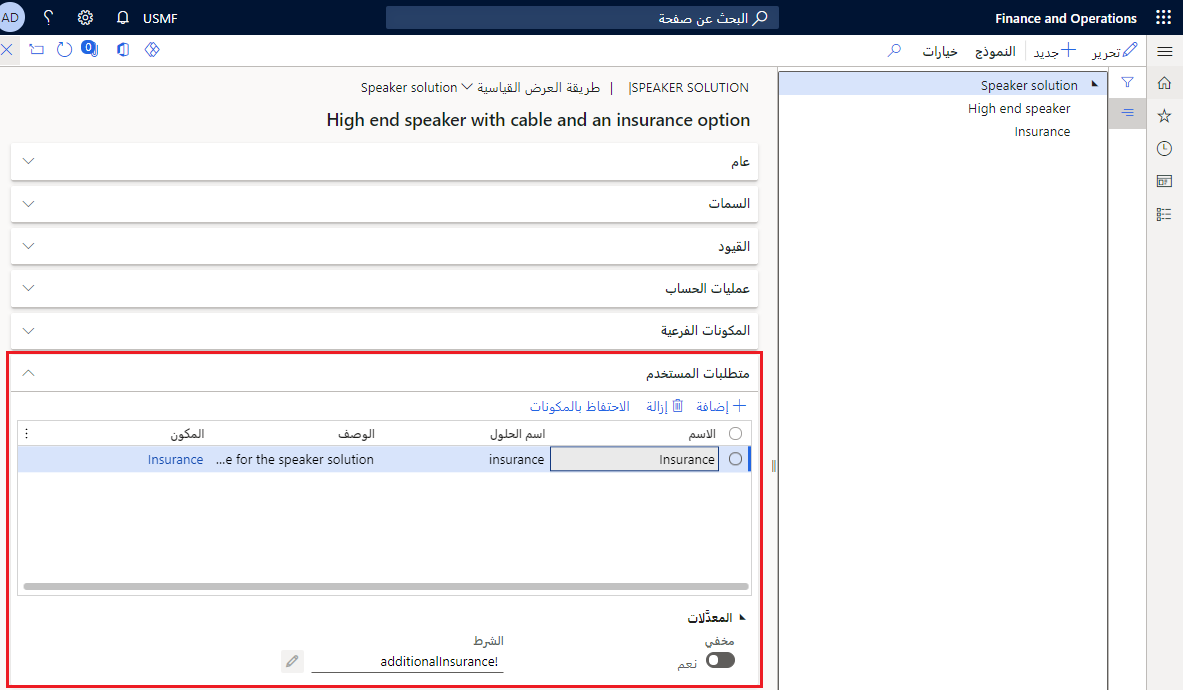 Finance and Operations
البحث عن صفحة
USMF
AD
تحرير
جديد
النموذج
خيارات
0
Speaker solution
High end speaker
Insurance
SPEAKER SOLUTION| | طريقة العرض القياسية Speaker solution
High end speaker with cable and an insurance option
عام
السمات
القيود
عمليات الحساب
المكونات الفرعية
متطلبات المستخدم
إضافة
إزالة
الاحتفاظ بالمكونات
الاسم اسم الحلول الوصف المكون
Insurance insurance ...e for the speaker solution Insurance
المعدَّلات
مخفي الشرط
نعم additionalInsurance!